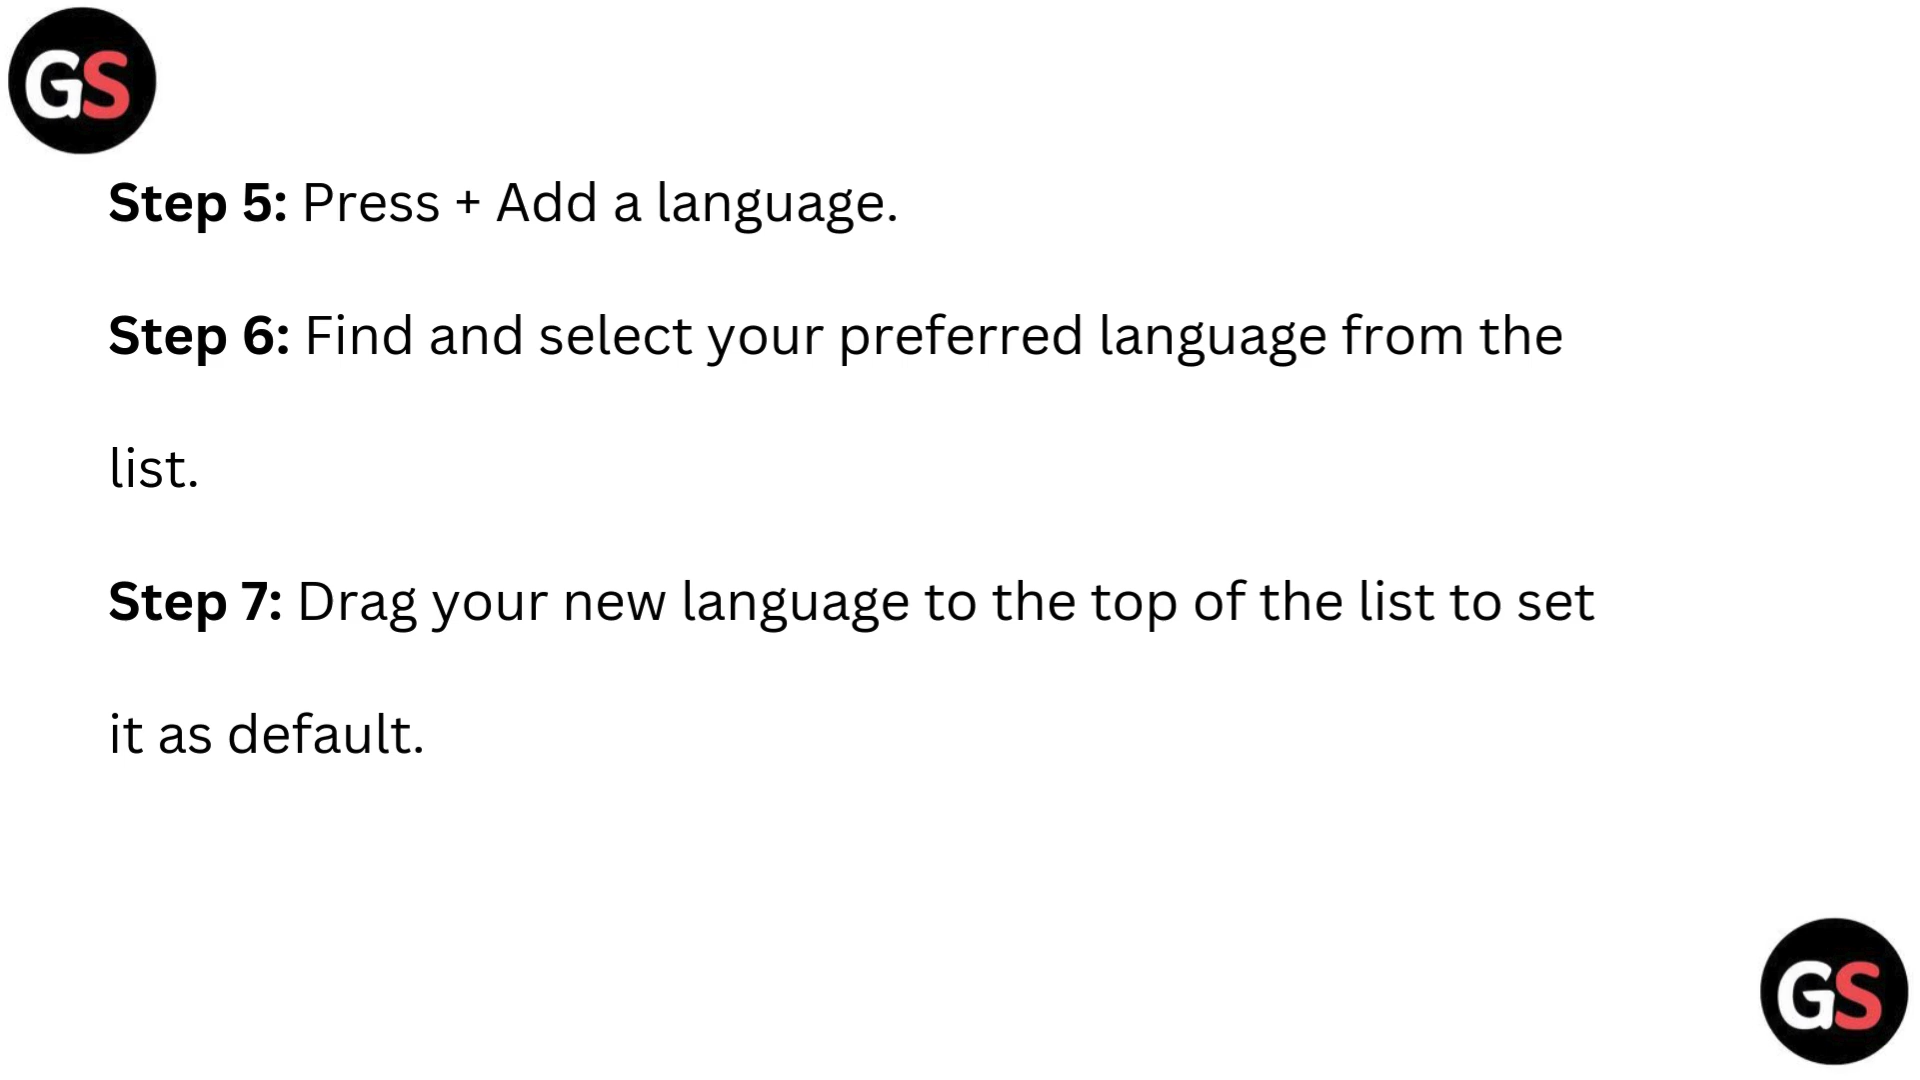 GS
Step 5: Press + Add a language.
Step 6: Find and select your preferred language from the
list.
Step 7: Drag your new language to the top of the list to set
it as default.
GS